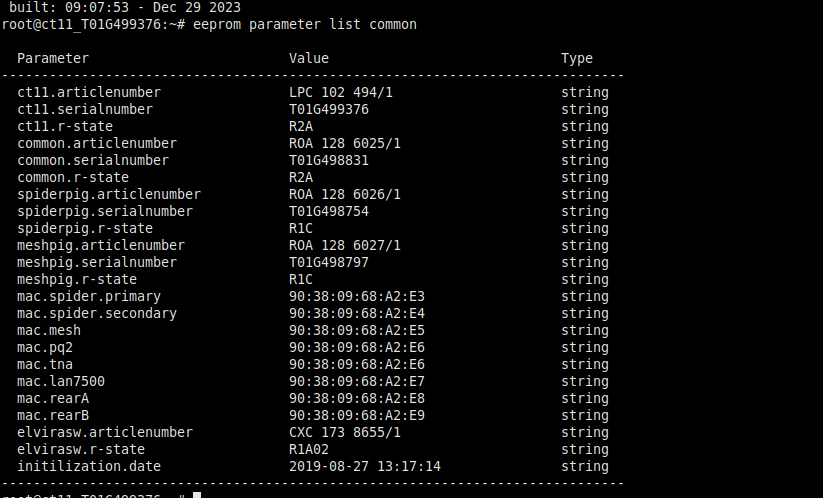 built: 09:07:53 - Dec 29 2023
root@ct11_T01G499376:~# eeprom parameter list common
Parameter Value Type
--------------------------------------------------------------------------------
ct11.articlenumber LPC 102 494/1 string
ct11.serialnumber T01G499376 string
ct11.r-state R2A string
common.articlenumber ROA 128 6025/1 string
common.serialnumber T01G498831 string
common.r-state R2A string
spiderpig.articlenumber ROA 128 6026/1 string
spiderpig.serialnumber T01G498754 string
spiderpig.r-state R1C string
meshpig.articlenumber ROA 128 6027/1 string
meshpig.serialnumber T01G498797 string
meshpig.r-state R1C string
mac.spider.primary 90:38:09:68:A2:E3 string
mac.spider.secondary 90:38:09:68:A2:E4 string
mac.mesh 90:38:09:68:A2:E5 string
mac.pq2 90:38:09:68:A2:E6 string
mac.tna 90:38:09:68:A2:E6 string
mac.lan7500 90:38:09:68:A2:E7 string
mac.rearA 90:38:09:68:A2:E8 string
mac.rearB 90:38:09:68:A2:E9 string
elvirasw.articlenumber CXC 173 8655/1 string
elvirasw.r-state R1A02 string
initilization.date 2019-08-27 13:17:14 string
--------------------------------------------------------------------------------
root@ct11_T01G499376:~#